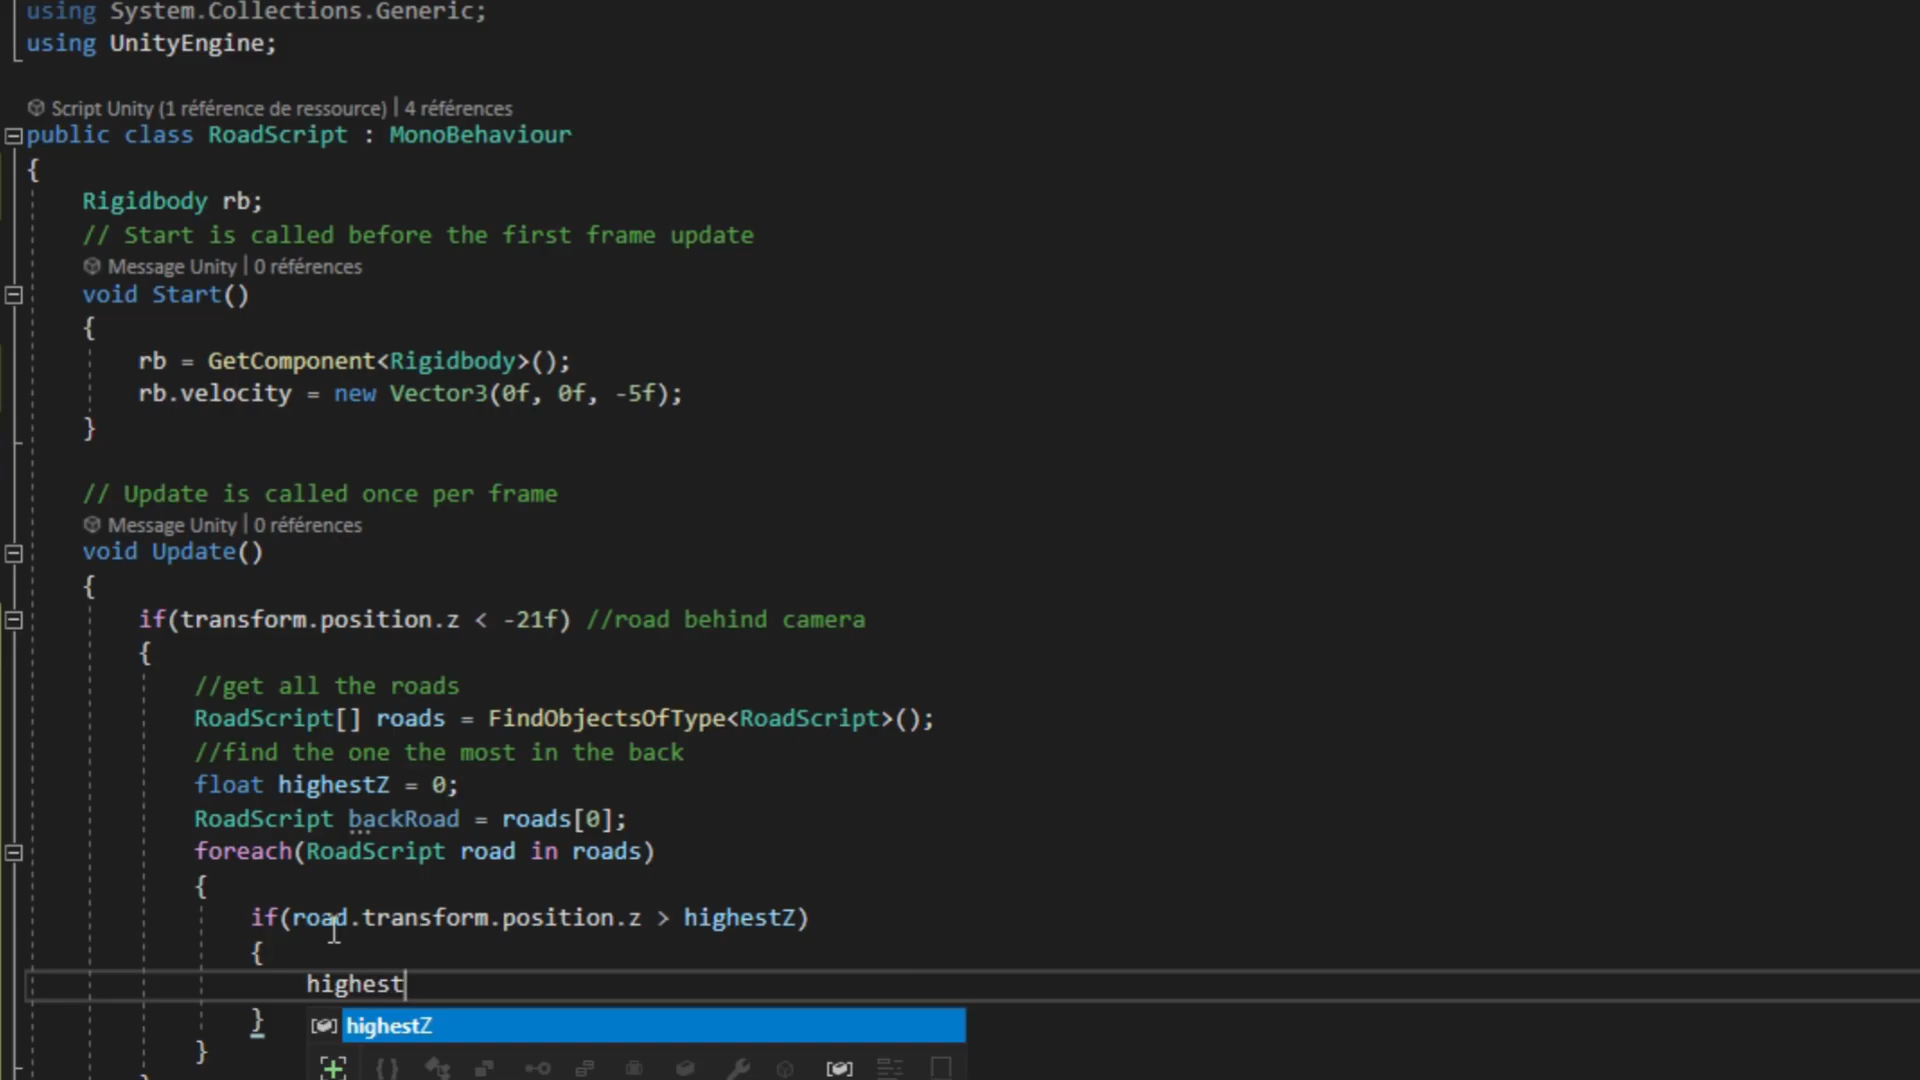 using System.Collections.Generic;
using UnityEngine;
Script Unity (1 référence de ressource) | 4 références
public class RoadScript : MonoBehaviour
{
Rigidbody rb;
// Start is called before the first frame update
Message Unity | 0 références
void Start()
{
rb = GetComponent<Rigidbody>();
rb.velocity = new Vector3(0f, 0f, -5f);
}
// Update is called once per frame
Message Unity | 0 références
void Update()
{
if(transform.position.z < -21f) //road behind camera
{
//get all the roads
RoadScript[] roads = FindObjectsOfType<RoadScript>();
//find the one the most in the back
float highestZ = 0;
RoadScript backRoad = roads[0];
foreach(RoadScript road in roads)
{
if(road.transform.position.z > highestZ)
{
highest
}
highestZ
}